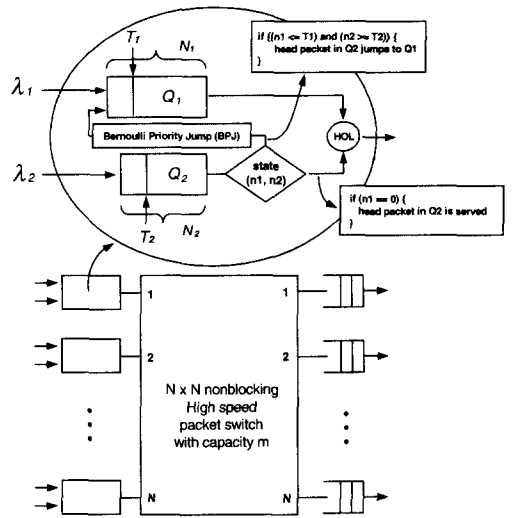 T1
N1
λ1
Q1
if {(n1 <= T1) and (n2 >= T2)} {
head packet in Q2 jumps to Q1
}
Bernoulli Priority Jump (BPJ)
HOL
λ2
Q2
state
(n1, n2)
T2
N2
if (n1 == 0) {
head packet in Q2 is served
}
1
1
2
2
N x N nonblocking
High speed
packet switch
with capacity m
N
N